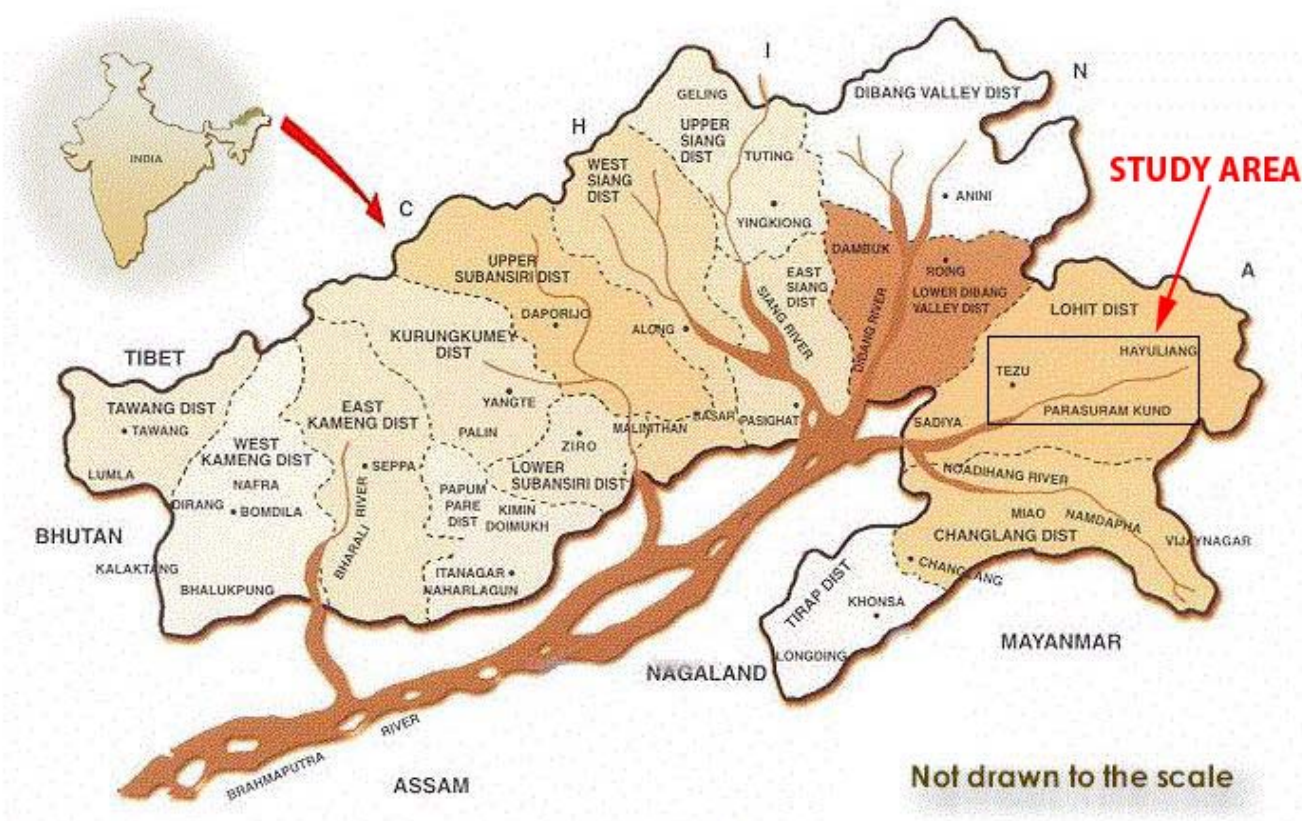 INDIA
C
H
I
N
A
STUDY AREA
GELING
UPPER
SIANG
DIST
TUTING
YINGKIONG
DIBANG VALLEY DIST
ANINI
WEST
SIANG
DIST
ALONG
BASAR
UPPER
SUBANSIRI DIST
DAPORIJO
MALINITHAN
EAST
SIANG
DIST
SIANG RIVER
PASIGHAT
DAMBUK
ROING
LOWER DIBANG
VALLEY DIST
DIBANG RIVER
LOHIT DIST
HAYULIANG
TEZU
PARASURAM KUND
SADIYA
NOADIHANG RIVER
MIAO
NAMDAPHA
VIJAYNAGAR
CHANGLANG DIST
CHANGLANG
TIRAP DIST
KHONSA
LONGDING
KURUNGKUMEY
DIST
YANGTE
PALIN
ZIRO
LOWER
SUBANSIRI DIST
PAPUM
PARE
DIST
KIMIN
DOIMUKH
ITANAGAR
NAHARLAGUN
EAST
KAMENG DIST
SEPPA
BHARALI RIVER
TIBET
TAWANG DIST
TAWANG
LUMLA
WEST
KAMENG DIST
NAFRA
DIRANG
BOMDILA
BHUTAN
KALAKTANG
BHALUKPUNG
BRAHMAPUTRA RIVER
ASSAM
NAGALAND
MAYANMAR
Not drawn to the scale